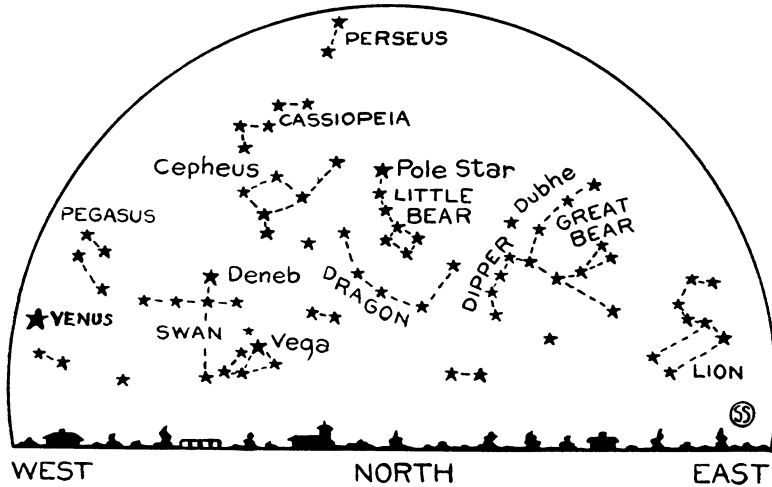 PERSEUS
CASSIOPEIA
Cepheus
Pole Star
LITTLE
BEAR
Dubhe
GREAT
BEAR
PEGASUS
DIPPER
Deneb
DRAGON
VENUS
SWAN
Vega
LION
SS
WEST
NORTH
EAST